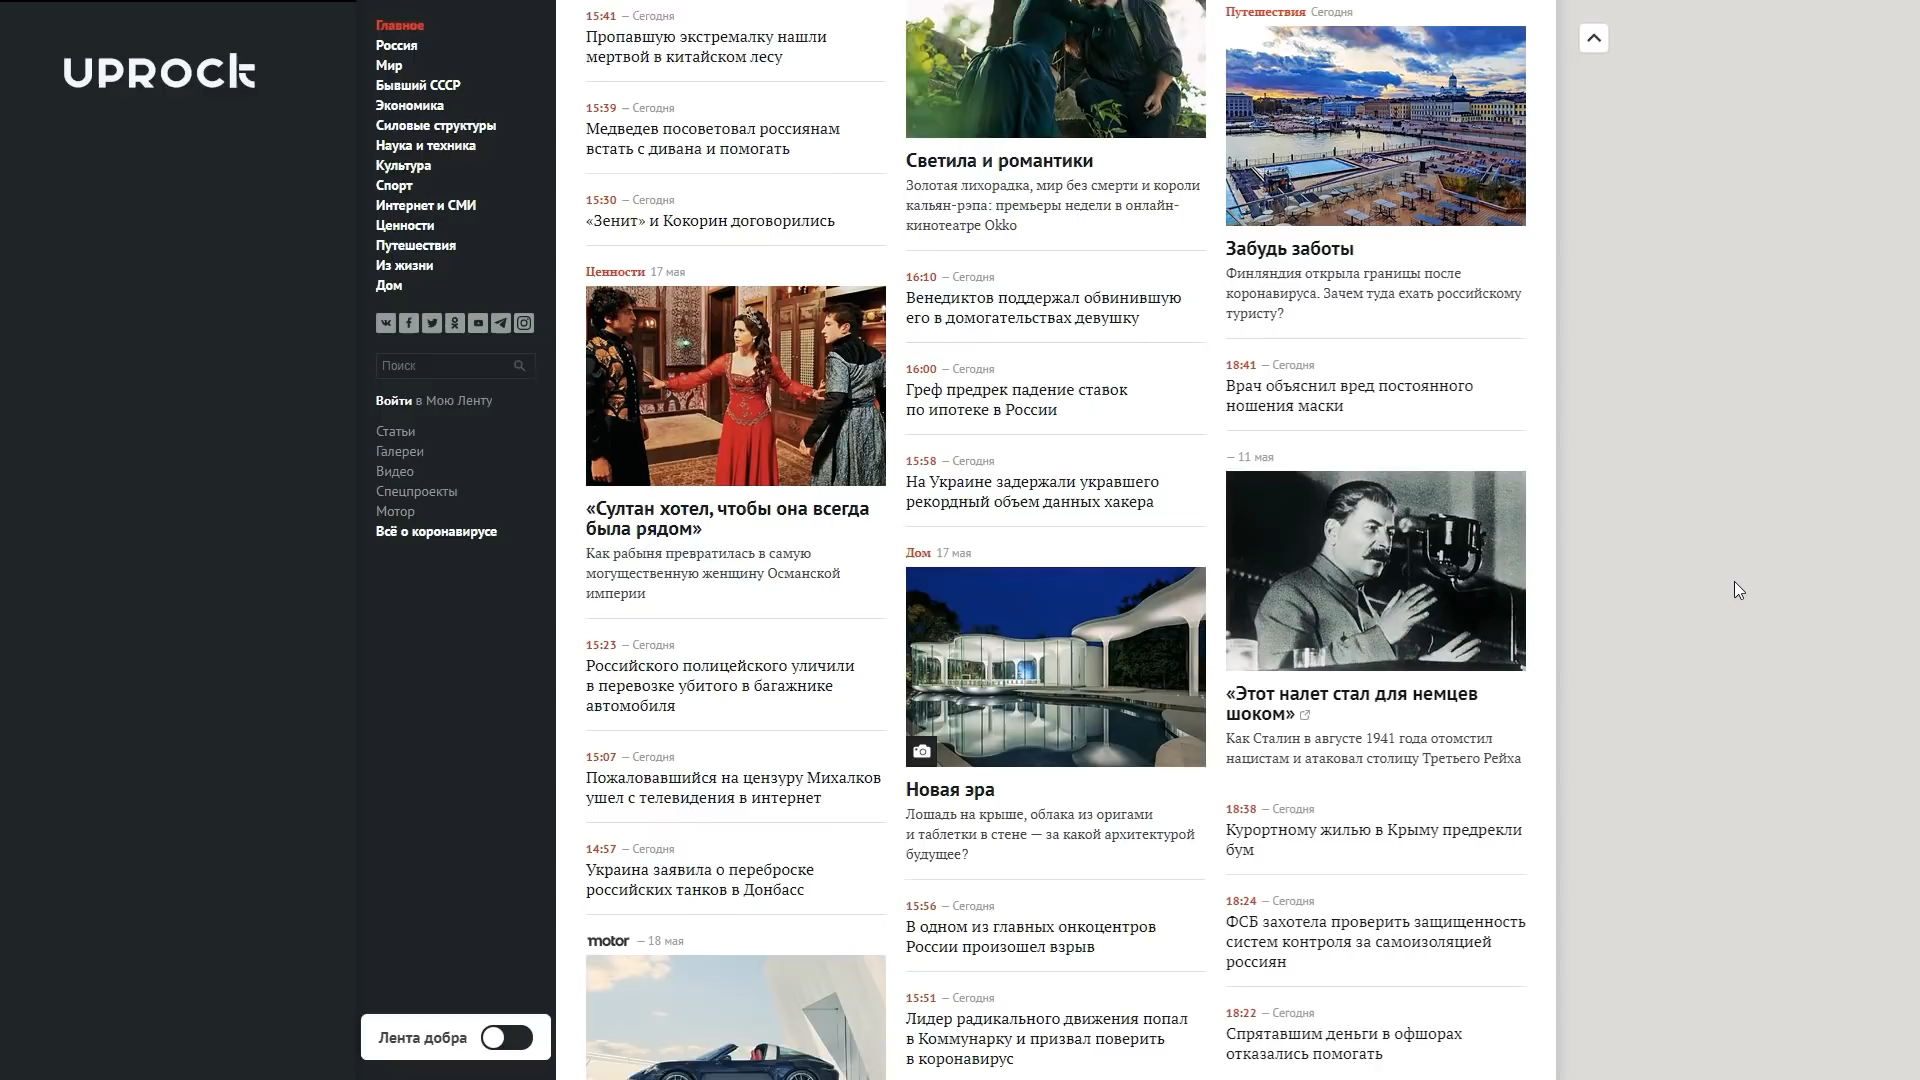 UPROCK
Главное
Россия
Мир
Бывший СССР
Экономика
Силовые структуры
Наука и техника
Культура
Спорт
Интернет и СМИ
Ценности
Путешествия
Из жизни
Дом
Поиск
Войти в Мою Ленту
Статьи
Галереи
Видео
Спецпроекты
Мотор
Всё о коронавирусе
Лента добра
15:41 — Сегодня
Пропавшую экстремалку нашли
мертвой в китайском лесу
15:39 — Сегодня
Медведев посоветовал россиянам
встать с дивана и помогать
15:30 — Сегодня
«Зенит» и Кокорин договорились
Ценности 17 мая
«Султан хотел, чтобы она всегда
была рядом»
Как рабыня превратилась в самую
могущественную женщину Османской
империи
15:23 — Сегодня
Российского полицейского уличили
в перевозке убитого в багажнике
автомобиля
15:07 — Сегодня
Пожаловавшийся на цензуру Михалков
ушел с телевидения в интернет
14:57 — Сегодня
Украина заявила о переброске
российских танков в Донбасс
motor — 18 мая
Светила и романтики
Золотая лихорадка, мир без смерти и короли
кальян-рэпа: премьеры недели в онлайн-
кинотеатре Okko
16:10 — Сегодня
Венедиктов поддержал обвинившую
его в домогательствах девушку
16:00 — Сегодня
Греф предрек падение ставок
по ипотеке в России
15:58 — Сегодня
На Украине задержали укравшего
рекордный объем данных хакера
Дом 17 мая
Новая эра
Лошадь на крыше, облака из оригами
и таблетки в стене — за какой архитектурой
будущее?
15:56 — Сегодня
В одном из главных онкоцентров
России произошел взрыв
15:51 — Сегодня
Лидер радикального движения попал
в Коммунарку и призвал поверить
в коронавирус
Путешествия Сегодня
Забудь заботы
Финляндия открыла границы после
коронавируса. Зачем туда ехать российскому
туристу?
18:41 — Сегодня
Врач объяснил вред постоянного
ношения маски
— 11 мая
«Этот налет стал для немцев
шоком»
Как Сталин в августе 1941 года отомстил
нацистам и атаковал столицу Третьего Рейха
18:38 — Сегодня
Курортному жилью в Крыму предрекли
бум
18:24 — Сегодня
ФСБ захотела проверить защищенность
систем контроля за самоизоляцией
россиян
18:22 — Сегодня
Спрятавшим деньги в офшорах
отказались помогать